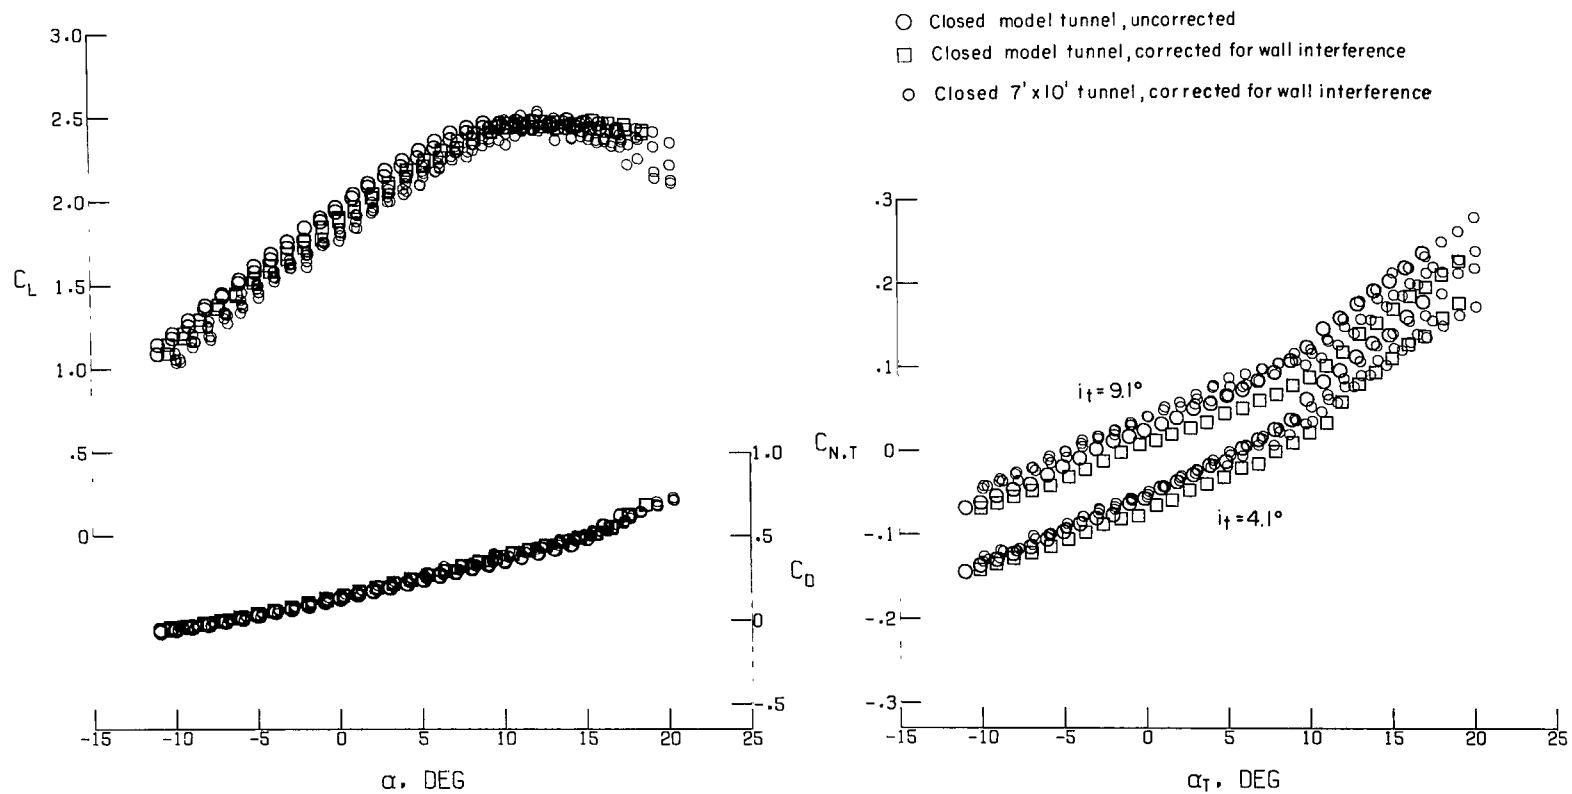 ○ Closed model tunnel, uncorrected
□ Closed model tunnel, corrected for wall interference
○ Closed 7' x 10' tunnel, corrected for wall interference
3.0
2.5
2.0
C_L
1.5
1.0
.5
0
1.0
.5
C_D
0
-.5
-15 -10 -5 0 5 10 15 20 25
α, DEG
.3
.2
.1
C_N,T
0
-.1
-.2
-.3
i_t = 9.1°
i_t = 4.1°
-15 -10 -5 0 5 10 15 20 25
α_T, DEG